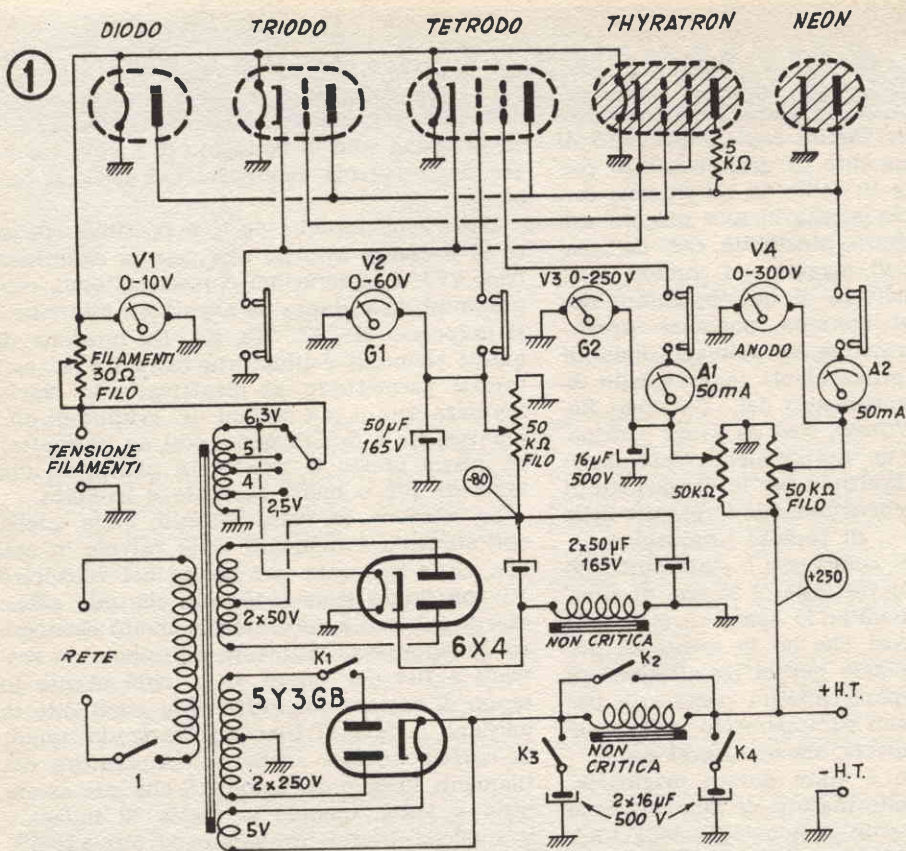 1
DIODO
TRIODO
TETRODO
THYRATRON
NEON
5
KΩ
V1
0-10V
V2
0-60V
G1
V3 0-250V
G2
V4
0-300V
ANODO
A1
50mA
A2
50mA
FILAMENTI
30Ω
FILO
TENSIONE
FILAMENTI
6,3V
5
4
2,5V
50µF
165V
50
KΩ
FILO
16µF
500V
50KΩ
50KΩ
FILO
-80
+250
2x50µF
165V
2x50V
6X4
NON CRITICA
RETE
1
K1
5Y3GB
2x250V
5V
K2
NON
CRITICA
K3
K4
2x16µF
500 V
+ H.T.
- H.T.